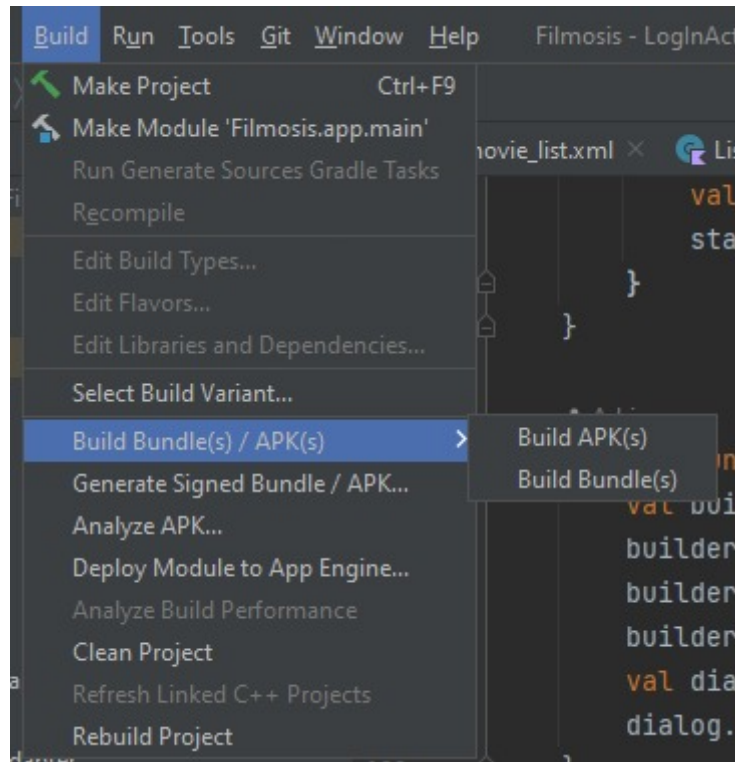 Build Run Tools Git Window Help Filmosis - LogInAct
Make Project Ctrl+F9
Make Module 'Filmosis.app.main'
ovie_list.xml
Run Generate Sources Gradle Tasks
val
Recompile
sta
Edit Build Types...
}
Edit Flavors...
}
Edit Libraries and Dependencies...
Select Build Variant...
Build Bundle(s) / APK(s)
Build APK(s)
Build Bundle(s)
Generate Signed Bundle / APK...
val bui
Analyze APK...
builder
Deploy Module to App Engine...
builder
Analyze Build Performance
builder
Clean Project
val dia
Refresh Linked C++ Projects
dialog.
Rebuild Project